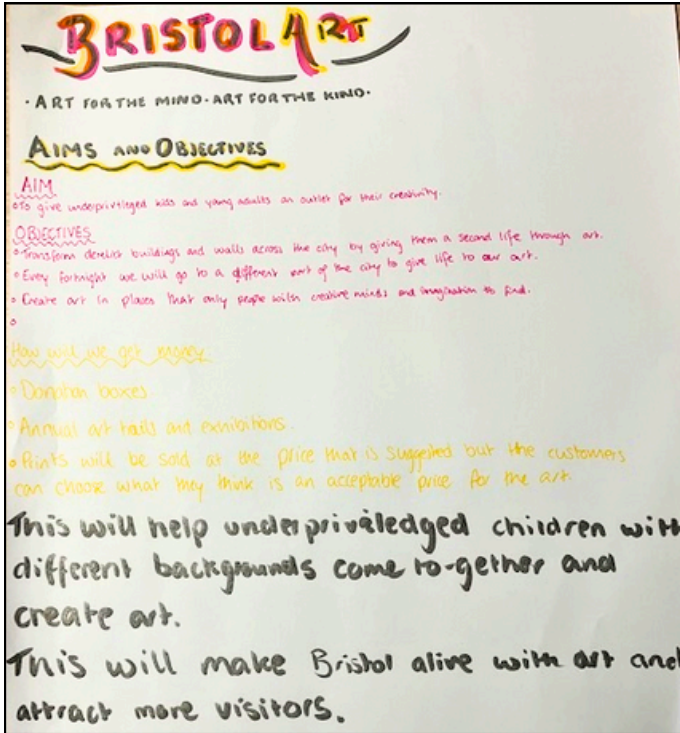 BRISTOL ART
· ART FOR THE MIND · ART FOR THE KIND ·
AIMS AND OBJECTIVES
AIM
To give underprivileged kids and young adults an outlet for their creativity.
OBJECTIVES
Transform derelict buildings and walls across the city by giving them a second life through art.
Every fortnight we will go to a different part of the city to give life to our art.
Create art in places that only people with creative minds and imagination to find.
How will we get money
Donation boxes
Annual art and exhibitions.
Prints will be sold at the price that is suggested but the customers
can choose what they think is an acceptable price for the art.
This will help underpriviledged children with
different backgrounds come to-gether and
create art.
This will make Bristol alive with art and
attract more visitors.